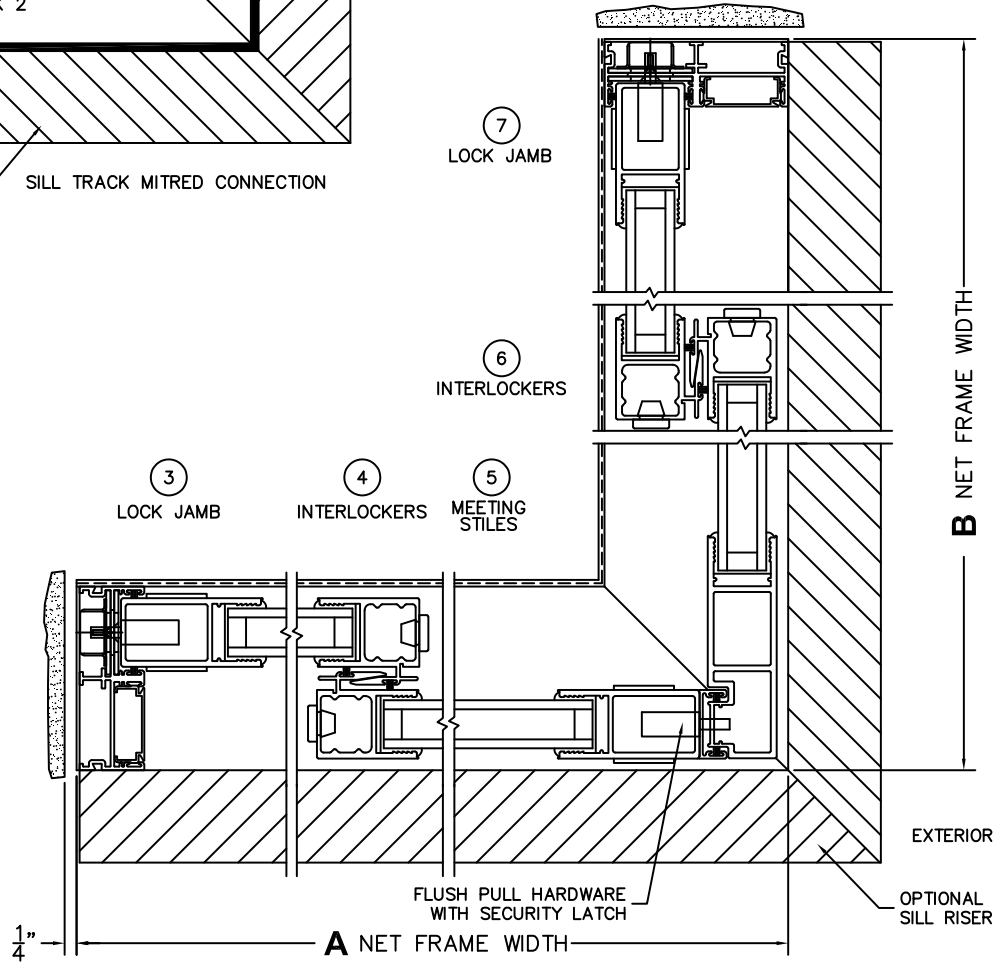 SILL TRACK MITRED CONNECTION
7
LOCK JAMB
6
INTERLOCKERS
3
LOCK JAMB
4
INTERLOCKERS
5
MEETING
STILES
B NET FRAME WIDTH
EXTERIOR
OPTIONAL
SILL RISER
FLUSH PULL HARDWARE
WITH SECURITY LATCH
A NET FRAME WIDTH
1/4"